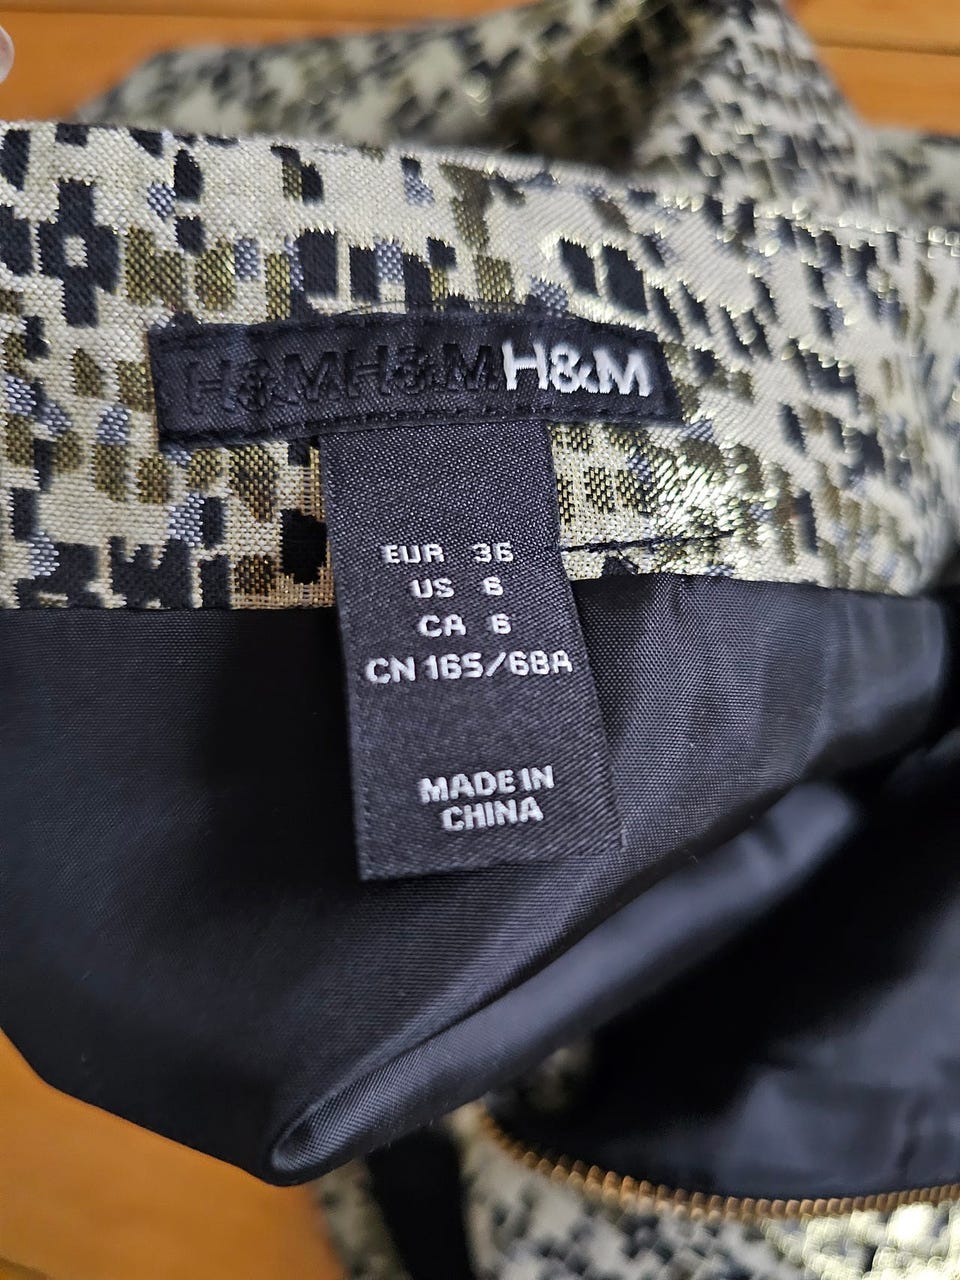 H&MH&MH&M
EUR 36
US 6
CA 6
CN 165/68A
MADE IN
CHINA